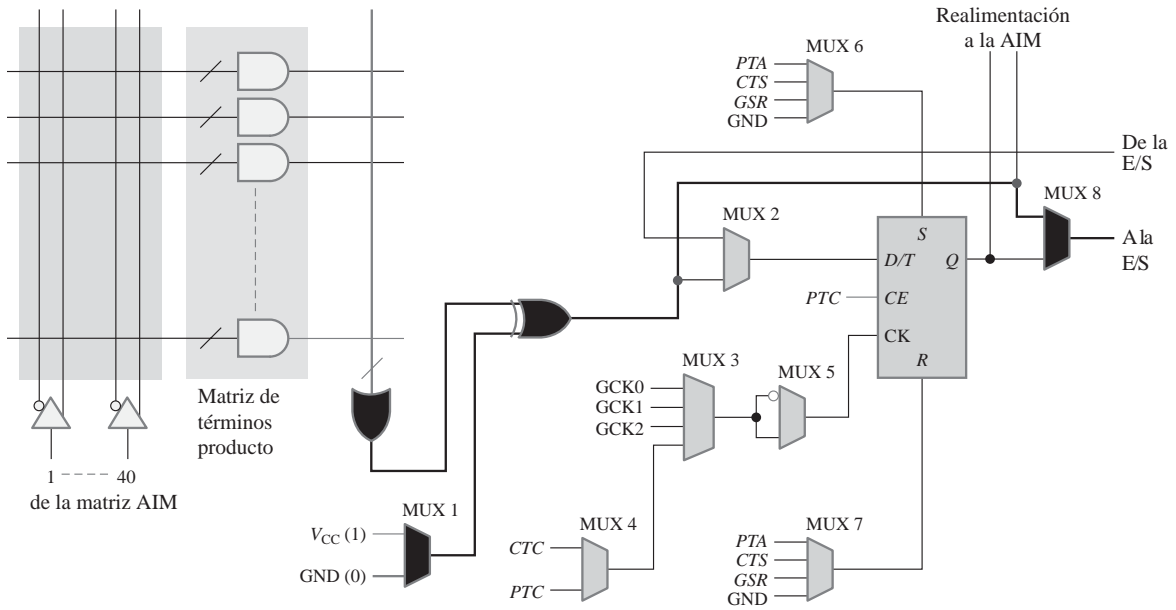 Realimentación
a la AIM
MUX 6
PTA
CTS
GSR
GND
De la
E/S
MUX 8
MUX 2
A la
E/S
S
D/T
Q
PTC
CE
CK
R
MUX 3
MUX 5
GCK0
GCK1
GCK2
Matriz de
términos
producto
1
40
de la matriz AIM
MUX 1
VCC (1)
GND (0)
MUX 4
CTC
PTC
MUX 7
PTA
CTS
GSR
GND